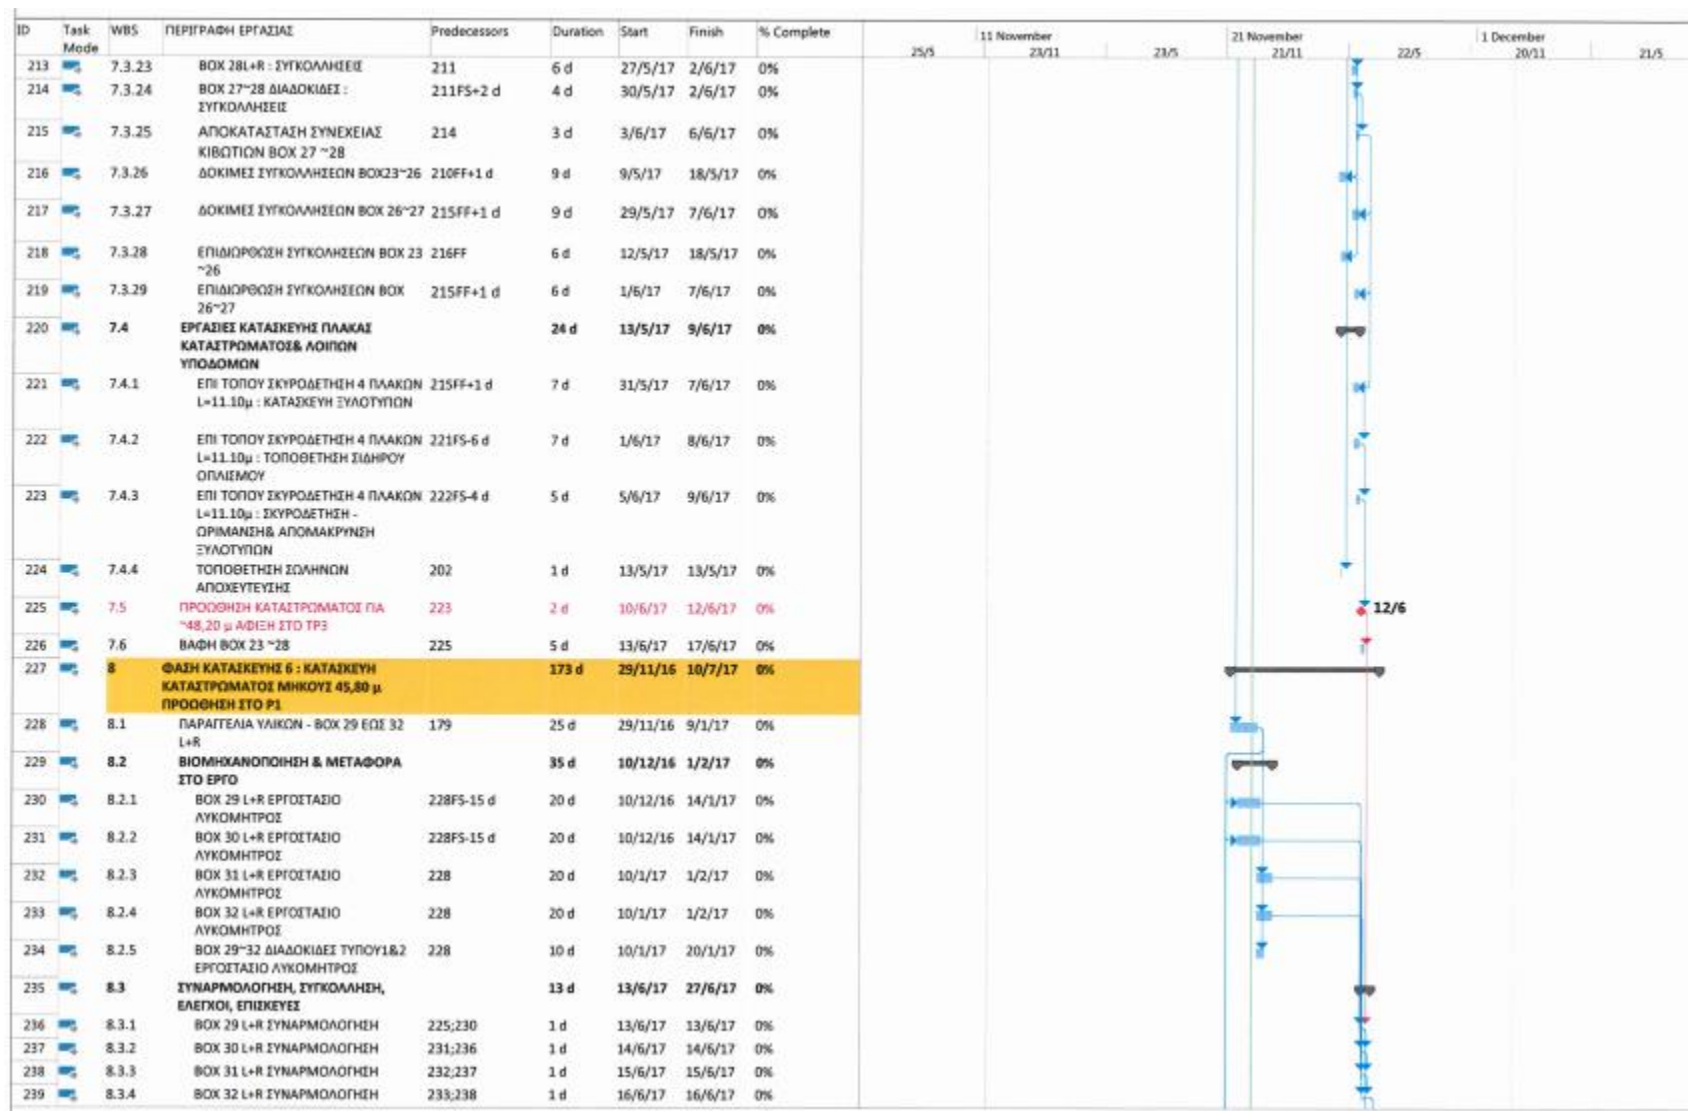 ID Task WBS ΠΕΡΙΓΡΑΦΗ ΕΡΓΑΣΙΑΣ Predecessors Duration Start Finish % Complete 11 November 21 November 1 December
Mode 25/5 23/11 23/5 21/11 22/5 20/11 21/5
213 7.3.23 BOX 28L+R : ΣΥΓΚΟΛΛΗΣΕΙΣ 211 6 d 27/5/17 2/6/17 0%
214 7.3.24 BOX 27~28 ΔΙΑΔΟΚΙΔΕΣ : 211FS+2 d 4 d 30/5/17 2/6/17 0%
ΣΥΓΚΟΛΛΗΣΕΙΣ
215 7.3.25 ΑΠΟΚΑΤΑΣΤΑΣΗ ΣΥΝΕΧΕΙΑΣ 214 3 d 3/6/17 6/6/17 0%
ΚΙΒΩΤΙΩΝ BOX 27 ~28
216 7.3.26 ΔΟΚΙΜΕΣ ΣΥΓΚΟΛΛΗΣΕΩΝ BOX23~26 210FF+1 d 9 d 9/5/17 18/5/17 0%
217 7.3.27 ΔΟΚΙΜΕΣ ΣΥΓΚΟΛΛΗΣΕΩΝ BOX 26~27 215FF+1 d 9 d 29/5/17 7/6/17 0%
218 7.3.28 ΕΠΙΔΙΟΡΘΩΣΗ ΣΥΓΚΟΛΗΣΕΩΝ BOX 23 216FF 6 d 12/5/17 18/5/17 0%
~26
219 7.3.29 ΕΠΙΔΙΟΡΘΩΣΗ ΣΥΓΚΟΛΗΣΕΩΝ BOX 215FF+1 d 6 d 1/6/17 7/6/17 0%
26~27
220 7.4 ΕΡΓΑΣΙΕΣ ΚΑΤΑΣΚΕΥΗΣ ΠΛΑΚΑΣ 24 d 13/5/17 9/6/17 0%
ΚΑΤΑΣΤΡΩΜΑΤΟΣ& ΛΟΙΠΩΝ
ΥΠΟΔΟΜΩΝ
221 7.4.1 ΕΠΙ ΤΟΠΟΥ ΣΚΥΡΟΔΕΤΗΣΗ 4 ΠΛΑΚΩΝ 215FF+1 d 7 d 31/5/17 7/6/17 0%
L=11.10μ : ΚΑΤΑΣΚΕΥΗ ΞΥΛΟΤΥΠΩΝ
222 7.4.2 ΕΠΙ ΤΟΠΟΥ ΣΚΥΡΟΔΕΤΗΣΗ 4 ΠΛΑΚΩΝ 221FS-6 d 7 d 1/6/17 8/6/17 0%
L=11.10μ : ΤΟΠΟΘΕΤΗΣΗ ΣΙΔΗΡΟΥ
ΟΠΛΙΣΜΟΥ
223 7.4.3 ΕΠΙ ΤΟΠΟΥ ΣΚΥΡΟΔΕΤΗΣΗ 4 ΠΛΑΚΩΝ 222FS-4 d 5 d 5/6/17 9/6/17 0%
L=11.10μ : ΣΚΥΡΟΔΕΤΗΣΗ -
ΩΡΙΜΑΝΣΗ& ΑΠΟΜΑΚΡΥΝΣΗ
ΞΥΛΟΤΥΠΩΝ
224 7.4.4 ΤΟΠΟΘΕΤΗΣΗ ΣΩΛΗΝΩΝ 202 1 d 13/5/17 13/5/17 0%
ΑΠΟΧΕΥΤΕΥΣΗΣ
225 7.5 ΠΡΟΩΘΗΣΗ ΚΑΤΑΣΤΡΩΜΑΤΟΣ ΓΙΑ 223 2 d 10/6/17 12/6/17 0% 12/6
~48,20 μ ΑΦΙΞΗ ΣΤΟ ΤΡ3
226 7.6 ΒΑΦΗ BOX 23 ~28 225 5 d 13/6/17 17/6/17 0%
227 8 ΦΑΣΗ ΚΑΤΑΣΚΕΥΗΣ 6 : ΚΑΤΑΣΚΕΥΗ 173 d 29/11/16 10/7/17 0%
ΚΑΤΑΣΤΡΩΜΑΤΟΣ ΜΗΚΟΥΣ 45,80 μ
ΠΡΟΩΘΗΣΗ ΣΤΟ P1
228 8.1 ΠΑΡΑΓΓΕΛΙΑ ΥΛΙΚΩΝ - BOX 29 ΕΩΣ 32 179 25 d 29/11/16 9/1/17 0%
L+R
229 8.2 ΒΙΟΜΗΧΑΝΟΠΟΙΗΣΗ & ΜΕΤΑΦΟΡΑ 35 d 10/12/16 1/2/17 0%
ΣΤΟ ΕΡΓΟ
230 8.2.1 BOX 29 L+R ΕΡΓΟΣΤΑΣΙΟ 228FS-15 d 20 d 10/12/16 14/1/17 0%
ΛΥΚΟΜΗΤΡΟΣ
231 8.2.2 BOX 30 L+R ΕΡΓΟΣΤΑΣΙΟ 228FS-15 d 20 d 10/12/16 14/1/17 0%
ΛΥΚΟΜΗΤΡΟΣ
232 8.2.3 BOX 31 L+R ΕΡΓΟΣΤΑΣΙΟ 228 20 d 10/1/17 1/2/17 0%
ΛΥΚΟΜΗΤΡΟΣ
233 8.2.4 BOX 32 L+R ΕΡΓΟΣΤΑΣΙΟ 228 20 d 10/1/17 1/2/17 0%
ΛΥΚΟΜΗΤΡΟΣ
234 8.2.5 BOX 29~32 ΔΙΑΔΟΚΙΔΕΣ ΤΥΠΟΥ1&2 228 10 d 10/1/17 20/1/17 0%
ΕΡΓΟΣΤΑΣΙΟ ΛΥΚΟΜΗΤΡΟΣ
235 8.3 ΣΥΝΑΡΜΟΛΟΓΗΣΗ, ΣΥΓΚΟΛΛΗΣΗ, 13 d 13/6/17 27/6/17 0%
ΕΛΕΓΧΟΙ, ΕΠΙΣΚΕΥΕΣ
236 8.3.1 BOX 29 L+R ΣΥΝΑΡΜΟΛΟΓΗΣΗ 225;230 1 d 13/6/17 13/6/17 0%
237 8.3.2 BOX 30 L+R ΣΥΝΑΡΜΟΛΟΓΗΣΗ 231;236 1 d 14/6/17 14/6/17 0%
238 8.3.3 BOX 31 L+R ΣΥΝΑΡΜΟΛΟΓΗΣΗ 232;237 1 d 15/6/17 15/6/17 0%
239 8.3.4 BOX 32 L+R ΣΥΝΑΡΜΟΛΟΓΗΣΗ 233;238 1 d 16/6/17 16/6/17 0%